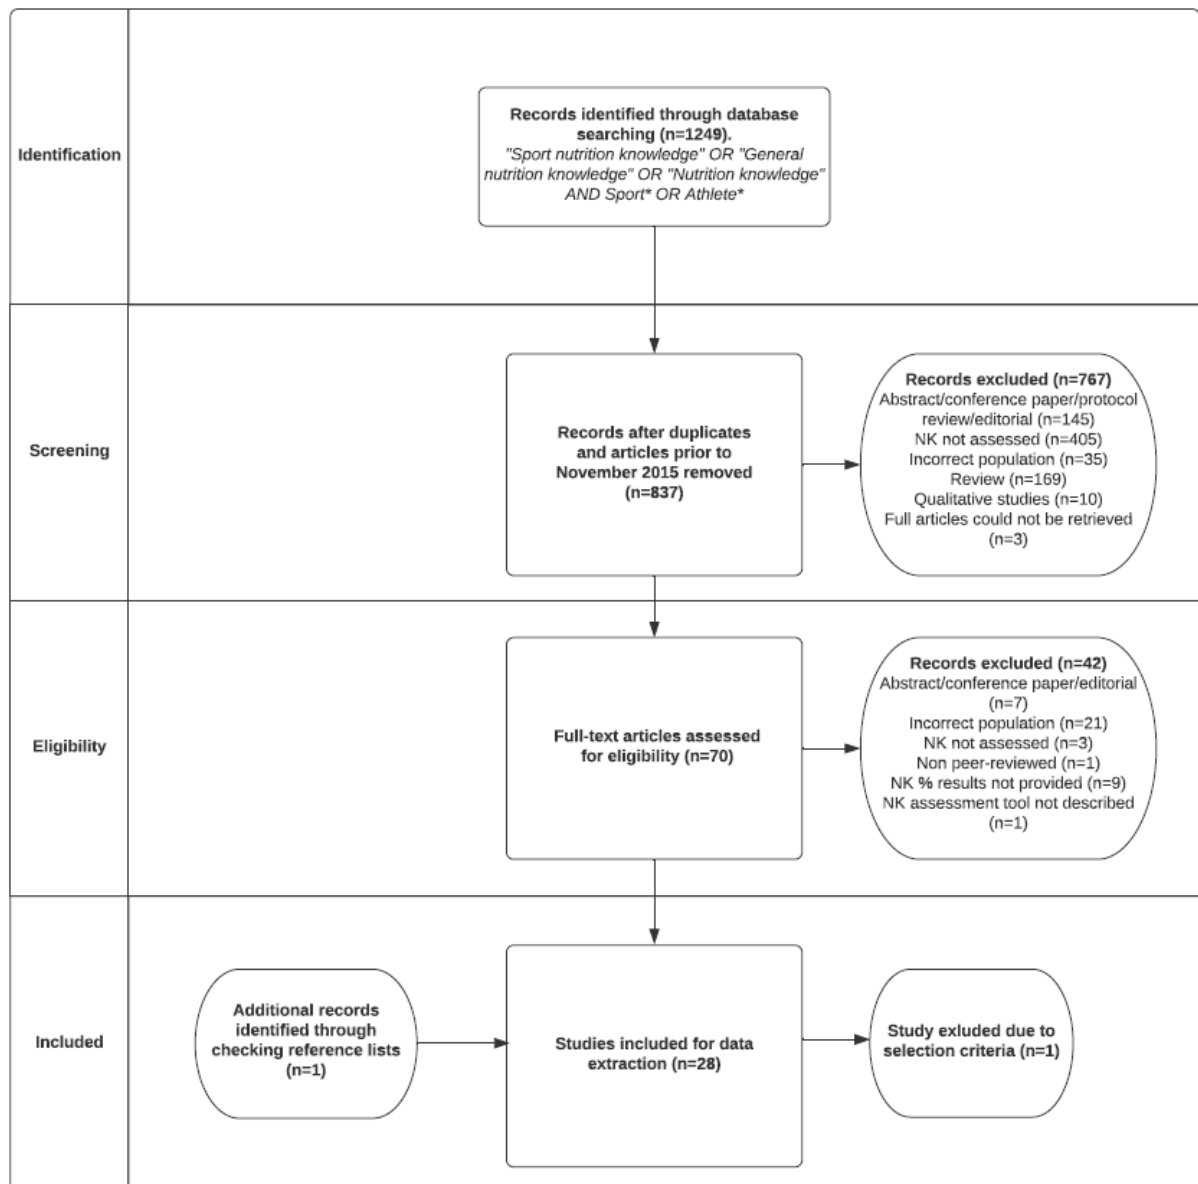 Identification
Records identified through database
searching (n=1249).
"Sport nutrition knowledge" OR "General
nutrition knowledge" OR "Nutrition knowledge"
AND Sport* OR Athlete*
Screening
Records after duplicates
and articles prior to
November 2015 removed
(n=837)
Records excluded (n=767)
Abstract/conference paper/protocol
review/editorial (n=145)
NK not assessed (n=405)
Incorrect population (n=35)
Review (n=169)
Qualitative studies (n=10)
Full articles could not be retrieved
(n=3)
Eligibility
Full-text articles assessed
for eligibility (n=70)
Records excluded (n=42)
Abstract/conference paper/editorial
(n=7)
Incorrect population (n=21)
NK not assessed (n=3)
Non peer-reviewed (n=1)
NK % results not provided (n=9)
NK assessment tool not described
(n=1)
Included
Additional records
identified through
checking reference lists
(n=1)
Studies included for data
extraction (n=28)
Study exluded due to
selection criteria (n=1)